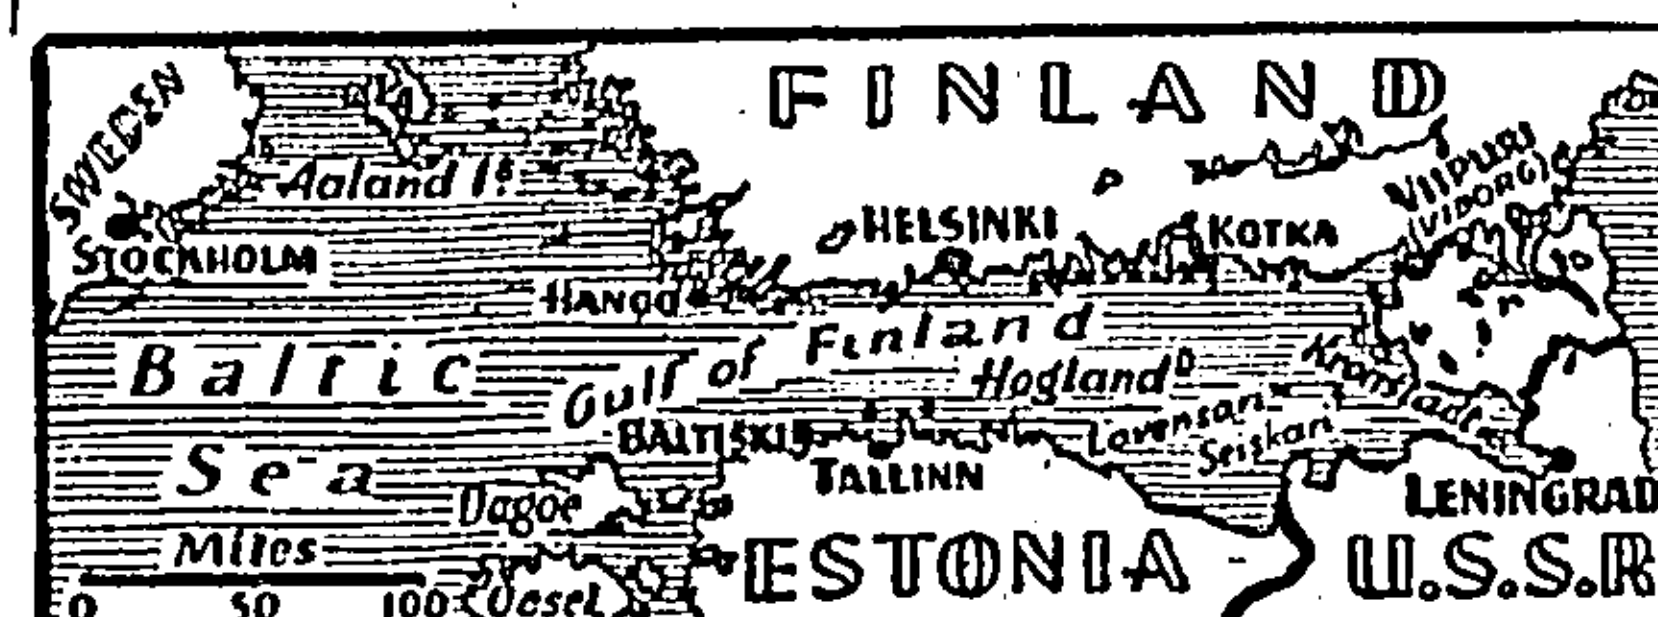 FINLAND
SWEDEN
Aaland Is
VIIPURI
(VIBORG)
HELSINKI
KOTKA
STOCKHOLM
HANGO
Gulf of Finland
Baltic
Hogland
Kronstadt
Lavensari
Seiskari
BALTISKI
TALLINN
Sea
Dagoe
LENINGRAD
Miles
ESTONIA
U.S.S.R
0 50 100
Oesel